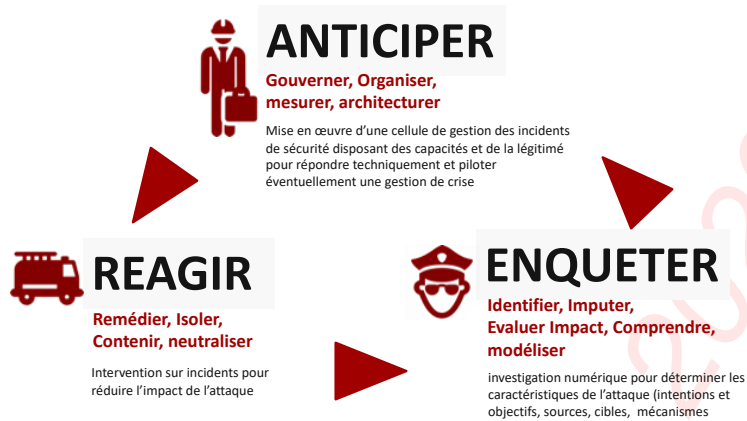 ANTICIPER
Gouverner, Organiser,
mesurer, architecturer
Mise en œuvre d’une cellule de gestion des incidents
de sécurité disposant des capacités et de la légitimé
pour répondre techniquement et piloter
éventuellement une gestion de crise
REAGIR
Remédier, Isoler,
Contenir, neutraliser
Intervention sur incidents pour
réduire l’impact de l’attaque
ENQUETER
Identifier, Imputer,
Evaluer Impact, Comprendre,
modéliser
investigation numérique pour déterminer les
caractéristiques de l’attaque (intentions et
objectifs, sources, cibles, mécanismes